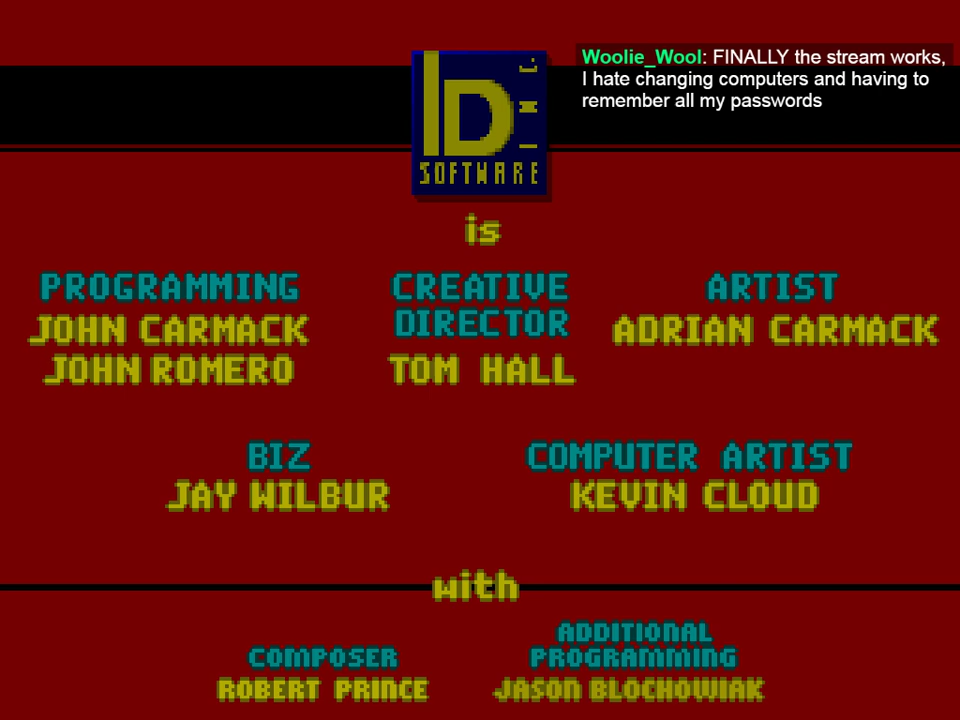 Woolie_Wool: FINALLY the stream works,
I hate changing computers and having to
remember all my passwords
ID
INC.
SOFTWARE
is
PROGRAMMING
JOHN CARMACK
JOHN ROMERO
CREATIVE
DIRECTOR
TOM HALL
ARTIST
ADRIAN CARMACK
BIZ
JAY WILBUR
COMPUTER ARTIST
KEVIN CLOUD
with
COMPOSER
ROBERT PRINCE
ADDITIONAL
PROGRAMMING
JASON BLOCHOWIAK